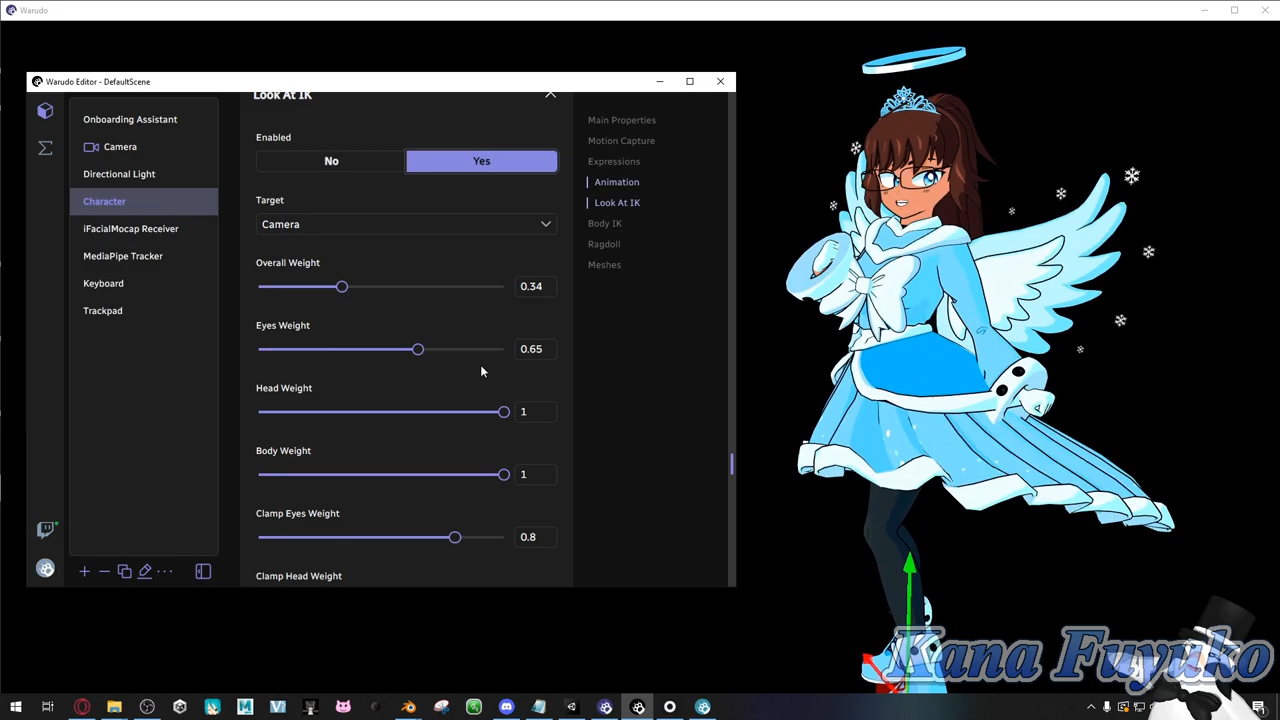 Warudo
Warudo Editor - DefaultScene
Onboarding Assistant
Camera
Directional Light
Character
iFacialMocap Receiver
MediaPipe Tracker
Keyboard
Trackpad
Look At IK
Enabled
No
Yes
Target
Camera
Overall Weight
0.34
Eyes Weight
0.65
Head Weight
1
Body Weight
1
Clamp Eyes Weight
0.8
Clamp Head Weight
Main Properties
Motion Capture
Expressions
Animation
Look At IK
Body IK
Ragdoll
Meshes
Kana Fuyuko